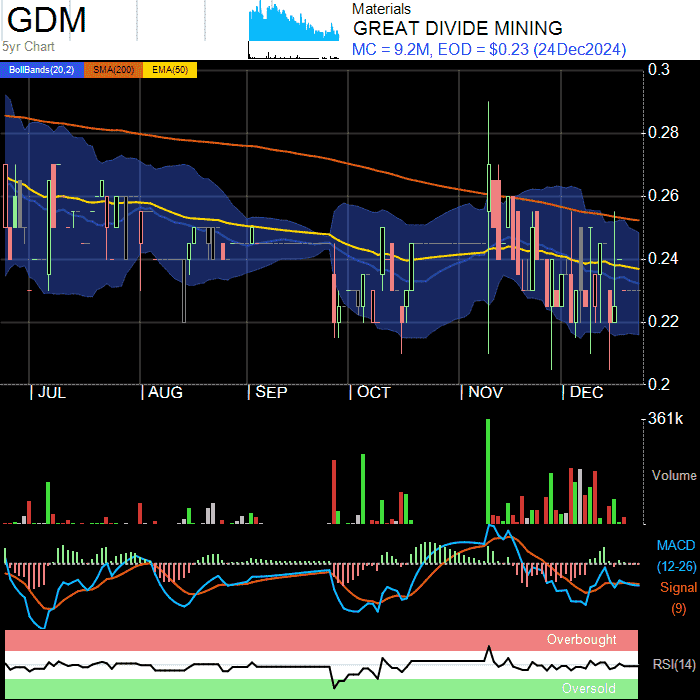 GDM
5yr Chart
Materials
GREAT DIVIDE MINING
MC = 9.2M, EOD = $0.23 (24Dec2024)
BollBands(20,2) SMA(200) EMA(50)
0.3
0.28
0.26
0.24
0.22
0.2
JUL AUG SEP OCT NOV DEC
361k
Volume
MACD
(12-26)
Signal
(9)
Overbought
RSI(14)
Oversold